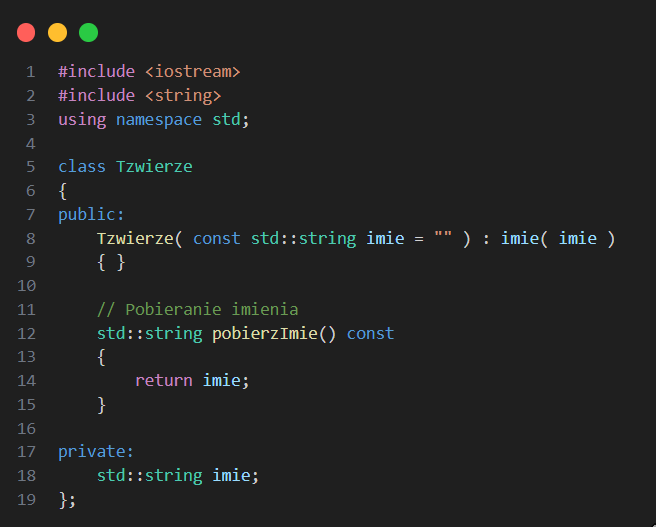 1 #include <iostream>
2 #include <string>
3 using namespace std;
4
5 class Tzwierze
6 {
7 public:
8     Tzwierze( const std::string imie = "" ) : imie( imie )
9     { }
10
11     // Pobieranie imienia
12     std::string pobierzImie() const
13     {
14         return imie;
15     }
16
17 private:
18     std::string imie;
19 };